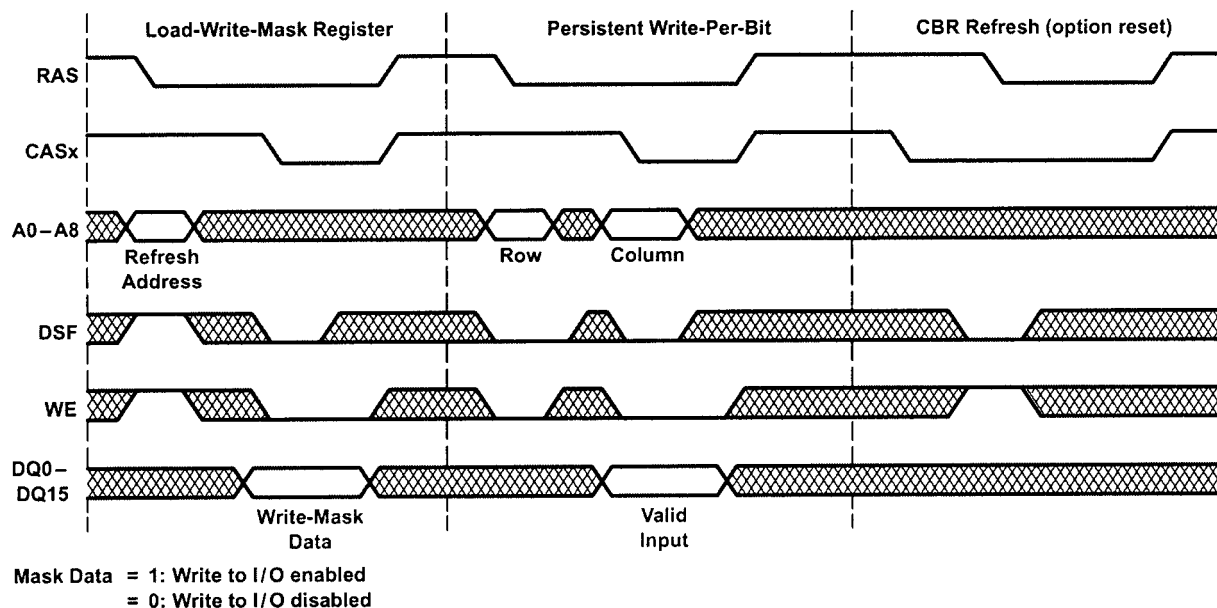 Load-Write-Mask Register Persistent Write-Per-Bit CBR Refresh (option reset)
RAS
CASx
A0–A8
Refresh Row Column
Address
DSF
WE
DQ0–
DQ15
Write-Mask Valid
Data Input
Mask Data = 1: Write to I/O enabled
= 0: Write to I/O disabled